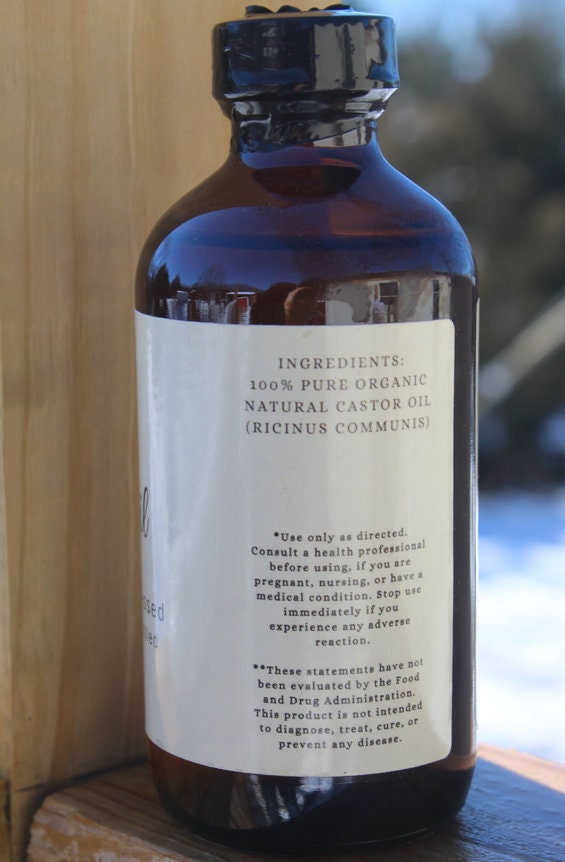 INGREDIENTS:
100% PURE ORGANIC
NATURAL CASTOR OIL
(RICINUS COMMUNIS)
*Use only as directed.
Consult a health professional
before using, if you are
pregnant, nursing, or have a
medical condition. Stop use
immediately if you
experience any adverse
reaction.
**These statements have not
been evaluated by the Food
and Drug Administration.
This product is not intended
to diagnose, treat, cure, or
prevent any disease.